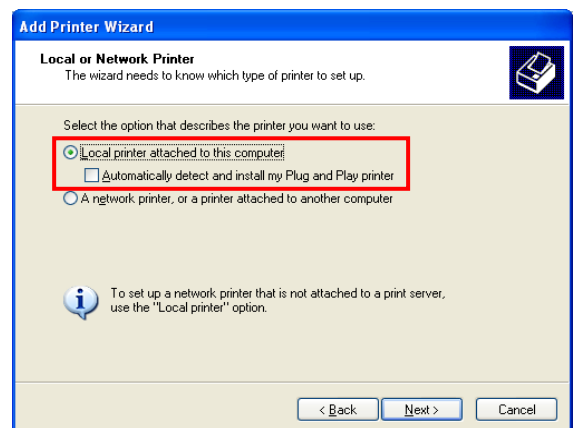 Add Printer Wizard
Local or Network Printer
The wizard needs to know which type of printer to set up.
Select the option that describes the printer you want to use:
Local printer attached to this computer
Automatically detect and install my Plug and Play printer
A network printer, or a printer attached to another computer
To set up a network printer that is not attached to a print server,
use the "Local printer" option.
< Back Next > Cancel